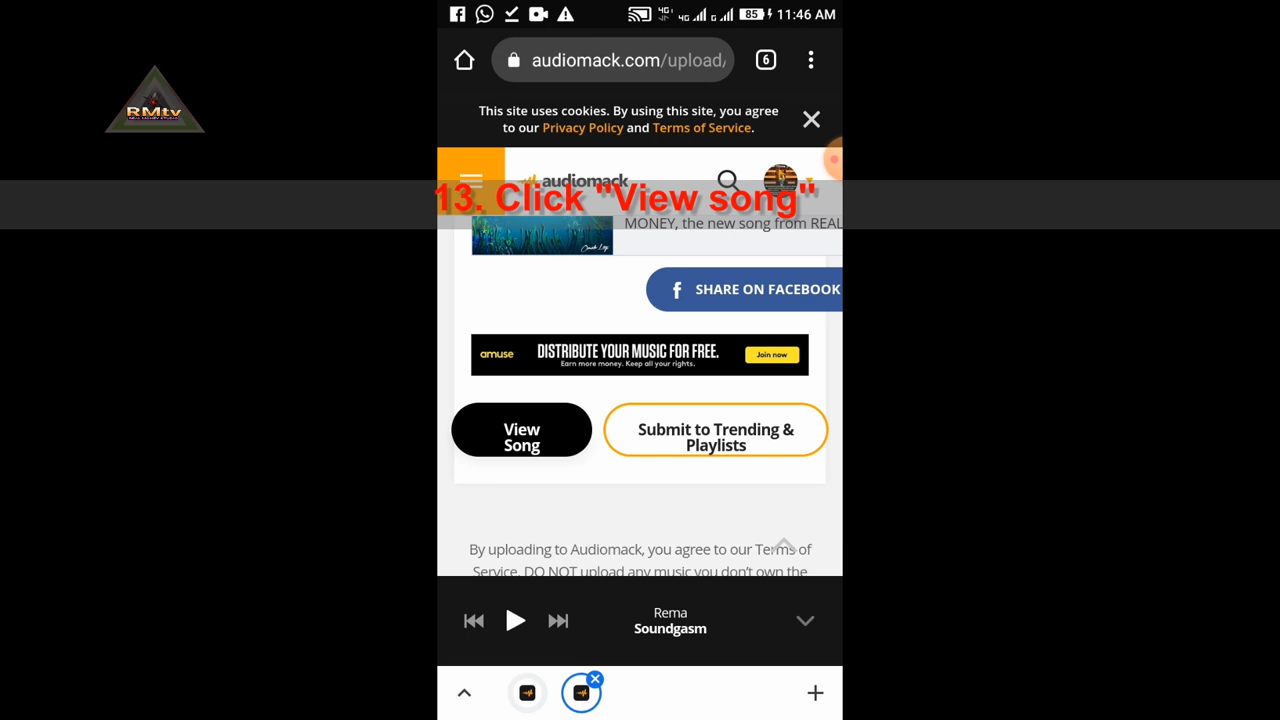 85 11:46 AM
audiomack.com/upload/
6
This site uses cookies. By using this site, you agree
to our Privacy Policy and Terms of Service.
RMtv
REAL MONEY STUDIO
audiomack
13. Click "View song"
MONEY, the new song from REAL
SHARE ON FACEBOOK
amuse DISTRIBUTE YOUR MUSIC FOR FREE. Join now
Earn more money. Keep all your rights.
View
Song
Submit to Trending &
Playlists
By uploading to Audiomack, you agree to our Terms of
Service. DO NOT upload any music you don't own the
Rema
Soundgasm